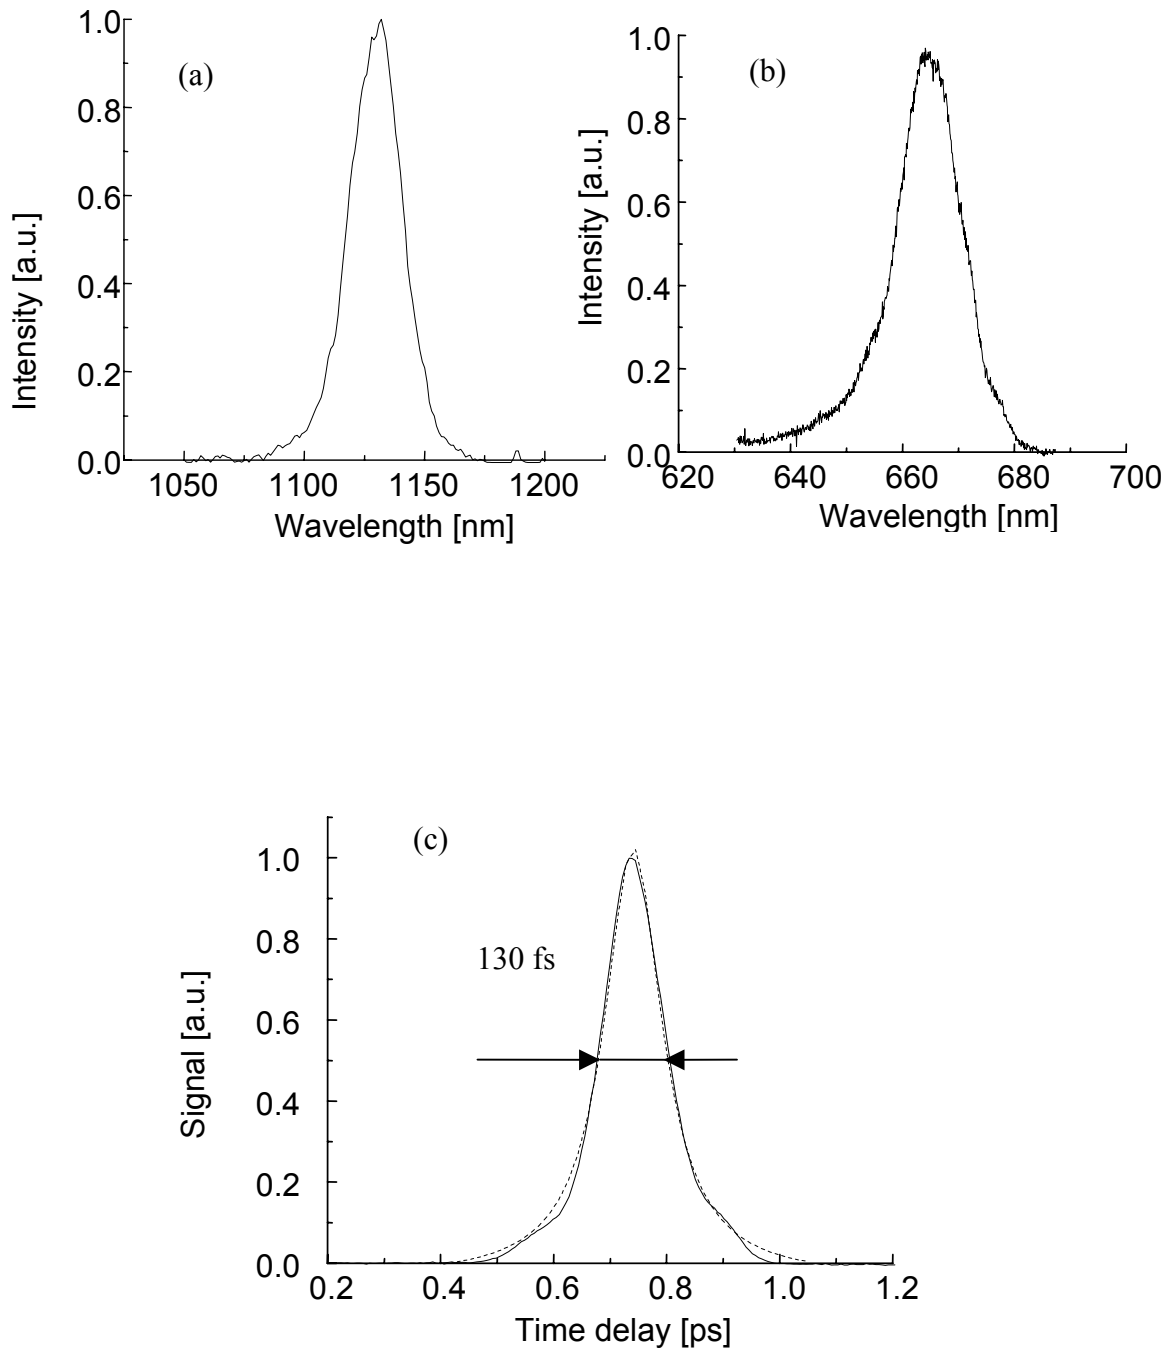 (a)
Intensity [a.u.]
1.0
0.8
0.6
0.4
0.2
0.0
1050 1100 1150 1200
Wavelength [nm]
(b)
Intensity [a.u.]
1.0
0.8
0.6
0.4
0.2
0.0
620 640 660 680 700
Wavelength [nm]
(c)
130 fs
Signal [a.u.]
1.0
0.8
0.6
0.4
0.2
0.0
0.2 0.4 0.6 0.8 1.0 1.2
Time delay [ps]